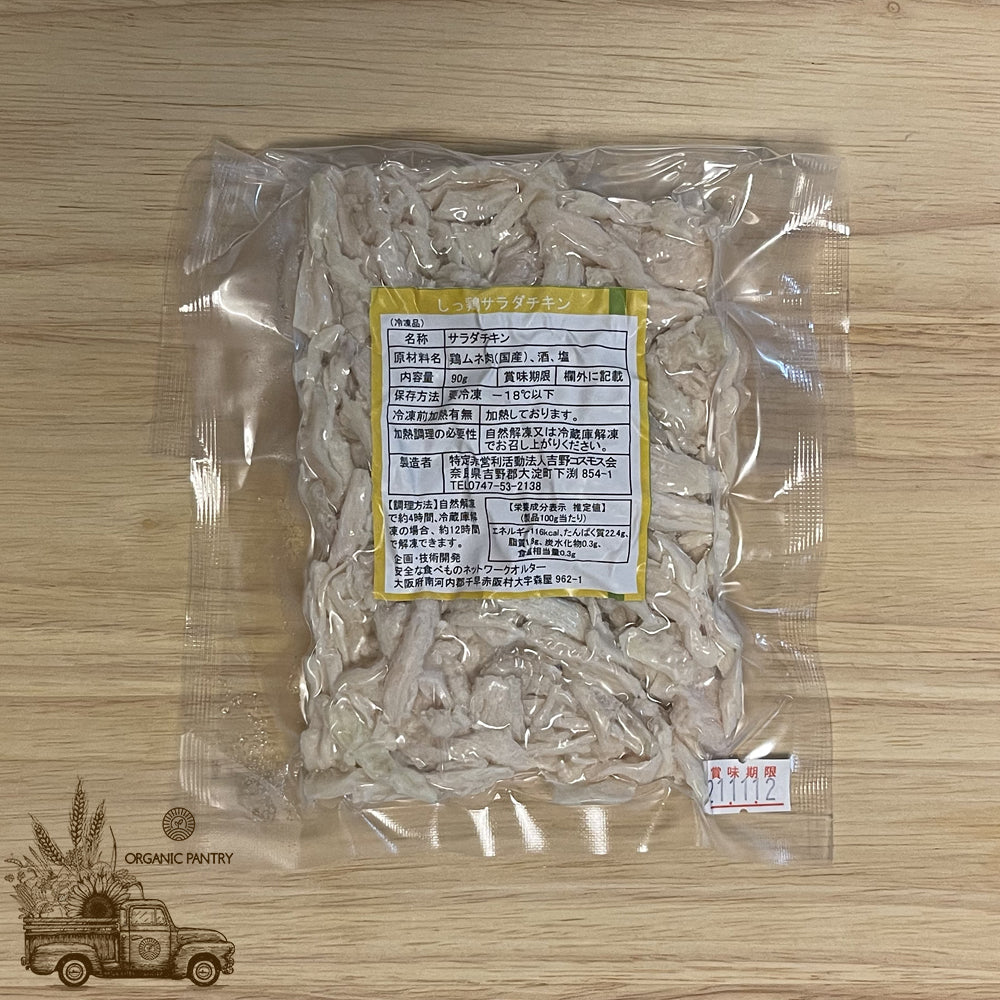 しっ鶏サラダチキン
(冷凍品)
名称 サラダチキン
原材料名 鶏ムネ肉(国産)、酒、塩
内容量 90g 賞味期限 欄外に記載
保存方法 要冷凍 −18℃以下
冷凍前加熱有無 加熱しております。
加熱調理の必要性 自然解凍又は冷蔵庫解凍
でお召し上がりください。
製造者 特定非営利活動法人吉野コスモス会
奈良県吉野郡大淀町下渕 854-1
TEL0747-53-2138
【調理方法】自然解凍
で約4時間、冷蔵庫解
凍の場合、約12時間
で解凍できます。
【栄養成分表示 推定値】
(製品100g当たり)
エネルギー116kcal、たんぱく質22.4g、
脂質1.8g、炭水化物0.3g、
食塩相当量0.3g
企画・技術開発
安全な食べものネットワークオルター
大阪府南河内郡千早赤阪村大字森屋 962-1
賞味期限
21.11.12
ORGANIC PANTRY